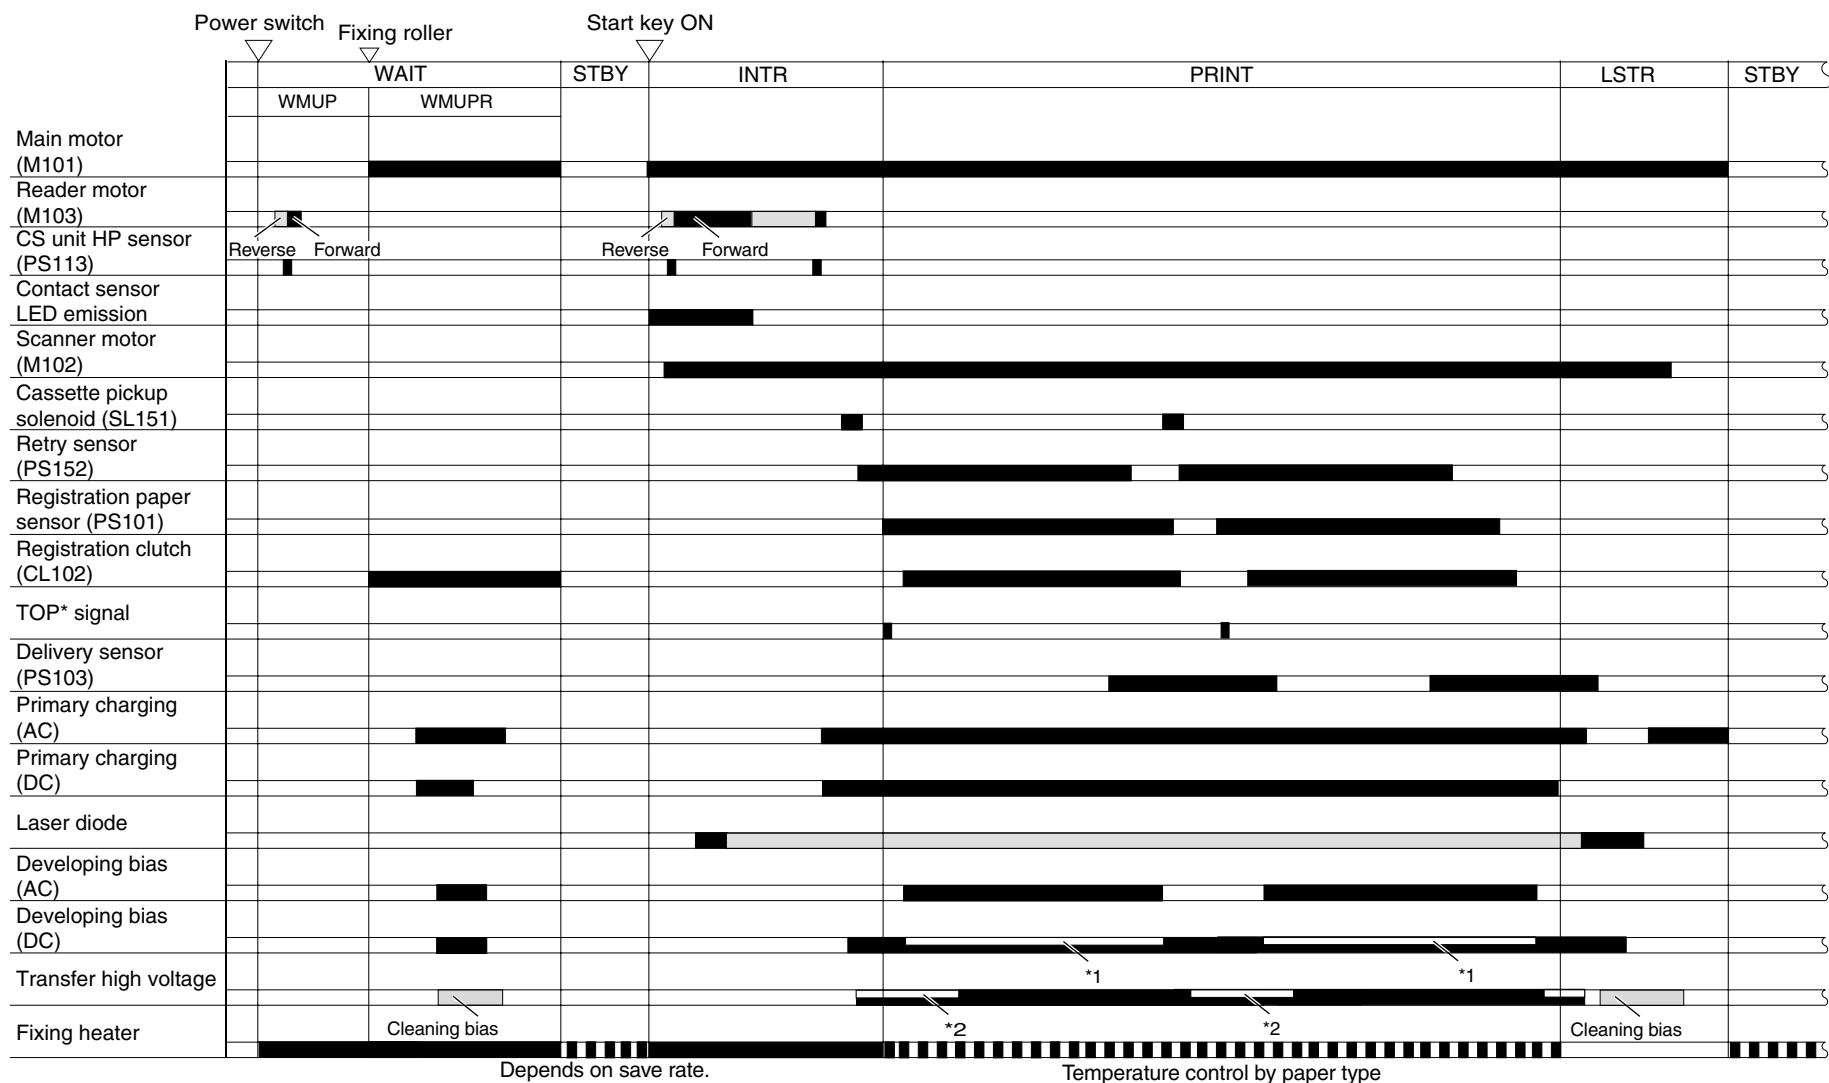 Power switch
Fixing roller
Start key ON
WAIT STBY INTR PRINT LSTR STBY
WMUP WMUPR
Main motor
(M101)
Reader motor
(M103)
Reverse Forward Reverse Forward
CS unit HP sensor
(PS113)
Contact sensor
LED emission
Scanner motor
(M102)
Cassette pickup
solenoid (SL151)
Retry sensor
(PS152)
Registration paper
sensor (PS101)
Registration clutch
(CL102)
TOP* signal
Delivery sensor
(PS103)
Primary charging
(AC)
Primary charging
(DC)
Laser diode
Developing bias
(AC)
Developing bias
(DC)
*1 *1
Transfer high voltage
Cleaning bias *2 *2 Cleaning bias
Fixing heater
Depends on save rate.
Temperature control by paper type